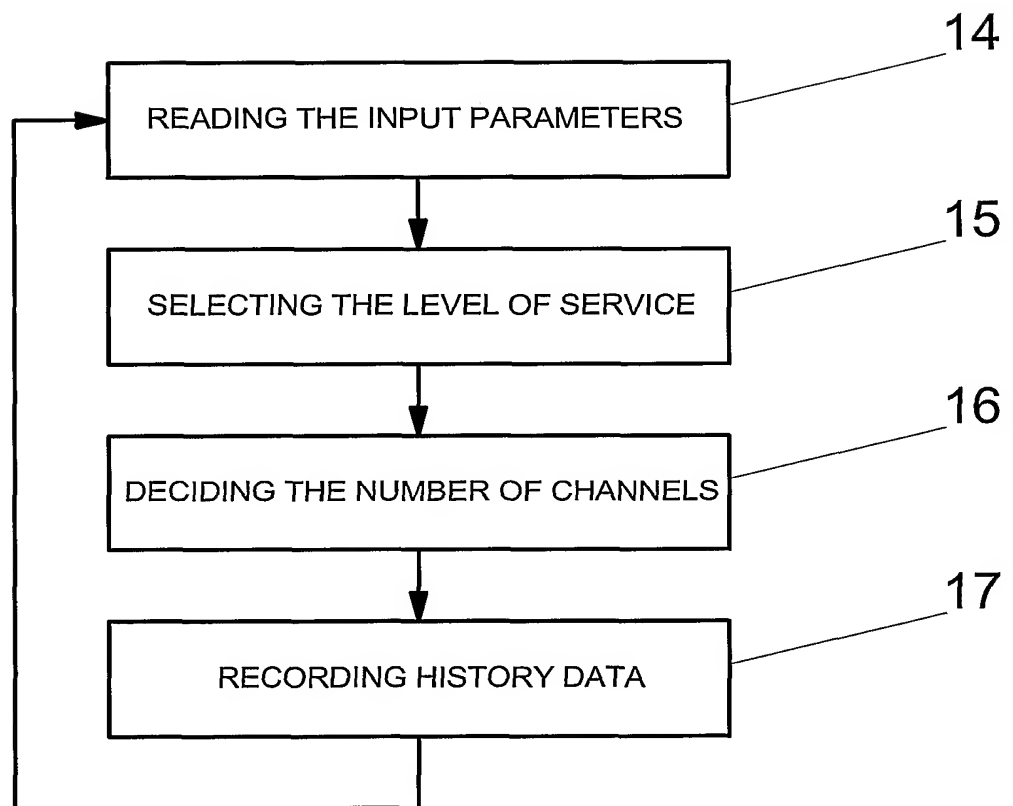 14
READING THE INPUT PARAMETERS
15
SELECTING THE LEVEL OF SERVICE
16
DECIDING THE NUMBER OF CHANNELS
17
RECORDING HISTORY DATA